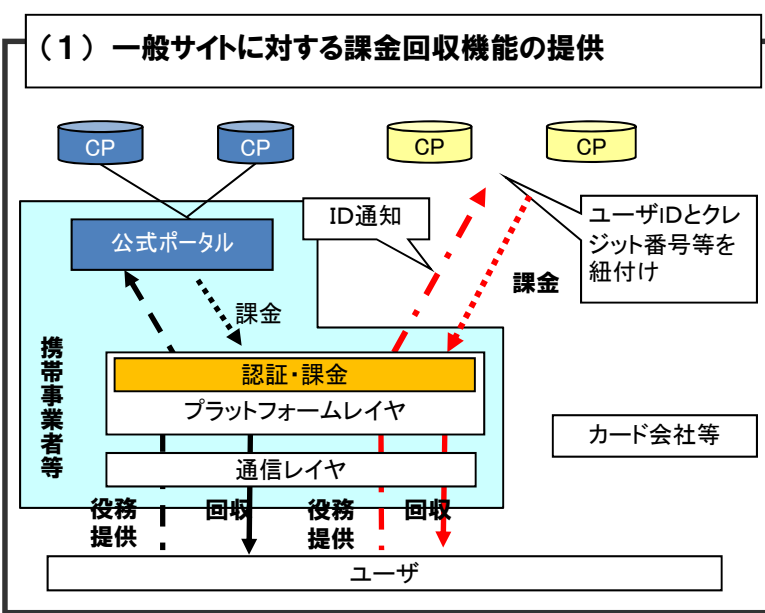 （１） 一般サイトに対する課金回収機能の提供
CP
CP
CP
CP
ID通知
ユーザIDとクレ
ジット番号等を
紐付け
公式ポータル
課金
課金
携帯事業者等
認証・課金
プラットフォームレイヤ
カード会社等
通信レイヤ
役務
提供
回収
役務
提供
回収
ユーザ